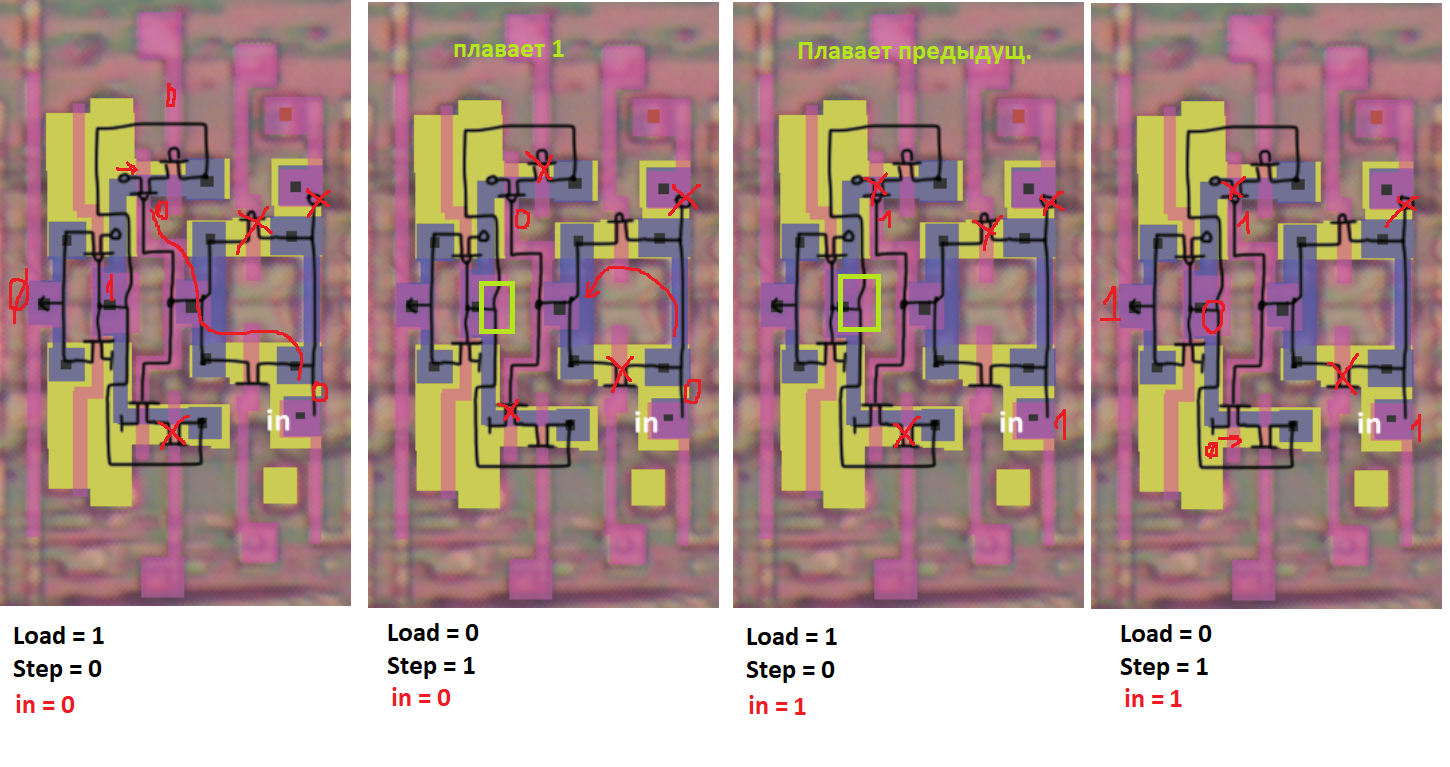 плавает 1
Плавает предыдущ.
0
0
0
1
0
in
0
0
in
1
in
1
1
1
0
in
1
0
Load = 1
Step = 0
in = 0
Load = 0
Step = 1
in = 0
Load = 1
Step = 0
in = 1
Load = 0
Step = 1
in = 1